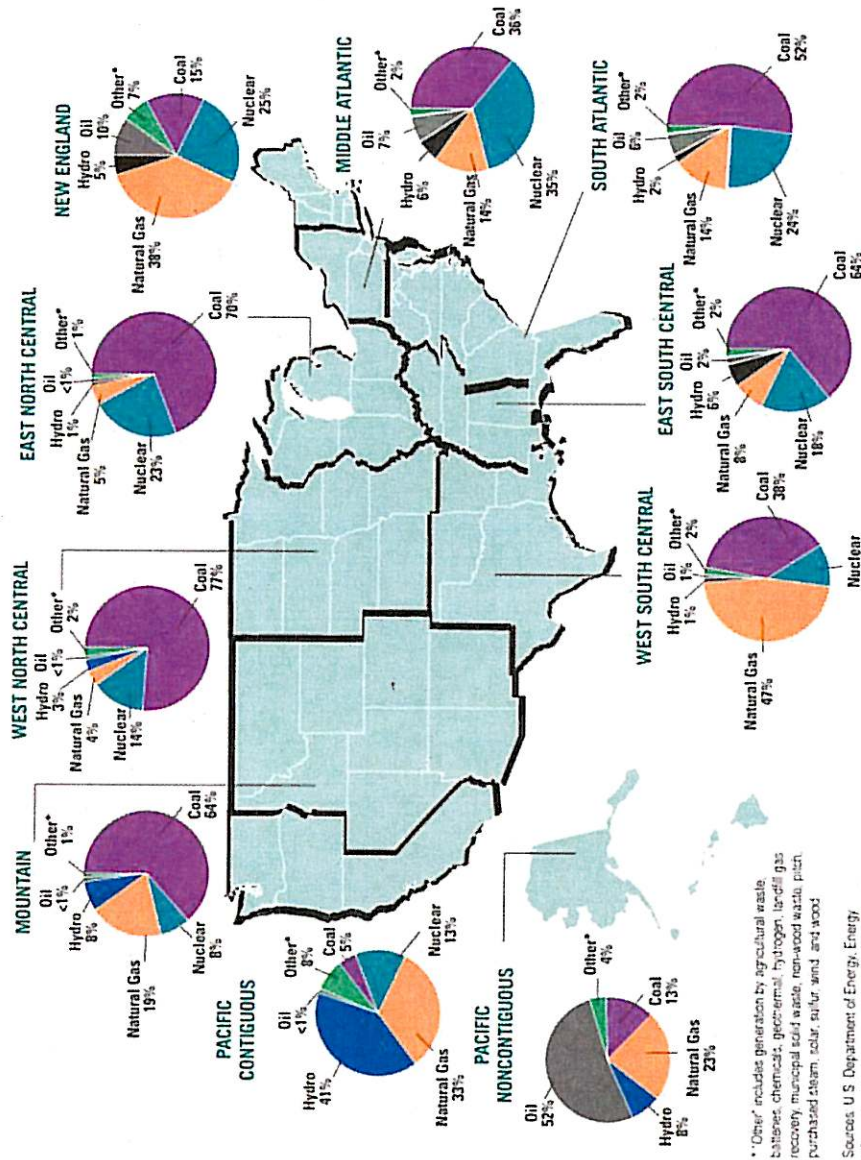 MOUNTAIN
Other*
1%
Oil
<1%
Hydro
8%
Natural Gas
19%
Nuclear
8%
Coal
64%
WEST NORTH CENTRAL
Other*
2%
Oil
<1%
Hydro
3%
Natural Gas
4%
Nuclear
14%
Coal
77%
EAST NORTH CENTRAL
Other*
1%
Oil
<1%
Hydro
1%
Natural Gas
5%
Nuclear
23%
Coal
70%
NEW ENGLAND
Other*
7%
Oil
10%
Hydro
5%
Natural Gas
38%
Coal
15%
Nuclear
25%
PACIFIC
CONTIGUOUS
Oil
<1%
Other*
8%
Coal
5%
Nuclear
13%
Hydro
41%
Natural Gas
33%
MIDDLE ATLANTIC
Other*
2%
Oil
7%
Hydro
6%
Natural Gas
14%
Nuclear
35%
Coal
36%
PACIFIC
NONCONTIGUOUS
Oil
52%
Other*
4%
Coal
13%
Natural Gas
23%
Hydro
8%
WEST SOUTH CENTRAL
Other*
2%
Oil
1%
Hydro
1%
Natural Gas
47%
Coal
38%
Nuclear
EAST SOUTH CENTRAL
Other*
2%
Oil
2%
Hydro
6%
Natural Gas
8%
Nuclear
18%
Coal
64%
SOUTH ATLANTIC
Other*
2%
Oil
6%
Hydro
2%
Natural Gas
14%
Nuclear
24%
Coal
52%
* "Other" includes generation by agricultural waste,
batteries, chemicals, geothermal, hydrogen, landfill gas
recovery, municipal solid waste, non-wood waste, pitch,
purchased steam, solar, sulfur, wind, and wood
Sources: U.S. Department of Energy, Energy